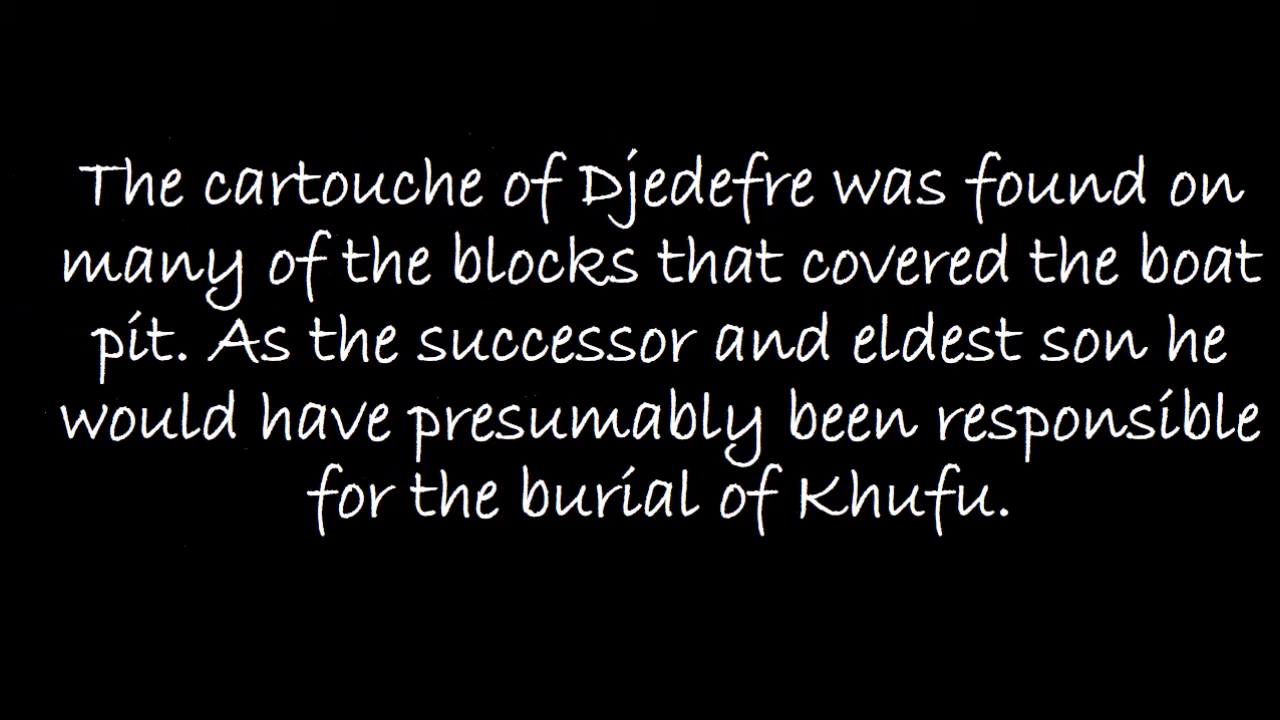 The cartouche of Djedefre was found on
many of the blocks that covered the boat
pit. As the successor and eldest son he
would have presumably been responsible
for the burial of Khufu.